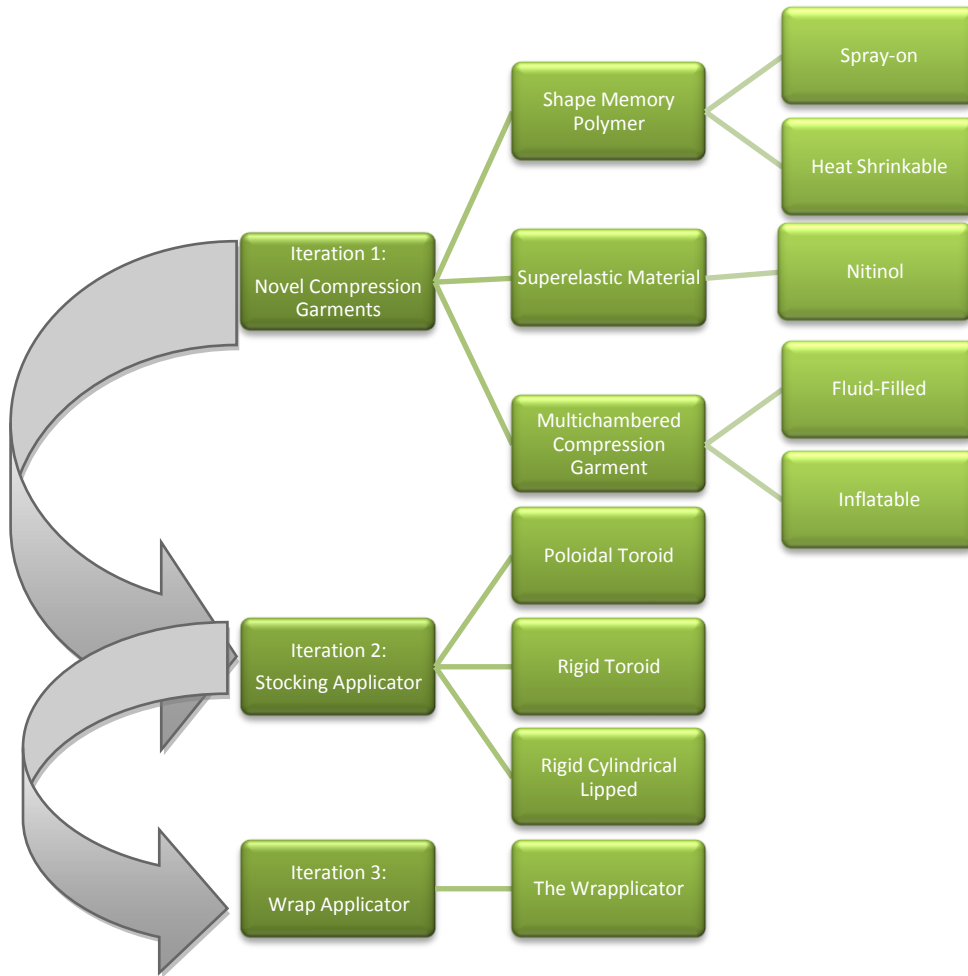 Iteration 1:
Novel Compression
Garments
Shape Memory
Polymer
Spray-on
Heat Shrinkable
Superelastic Material
Nitinol
Multichambered
Compression
Garment
Fluid-Filled
Inflatable
Iteration 2:
Stocking Applicator
Poloidal Toroid
Rigid Toroid
Rigid Cylindrical
Lipped
Iteration 3:
Wrap Applicator
The Wrapplicator